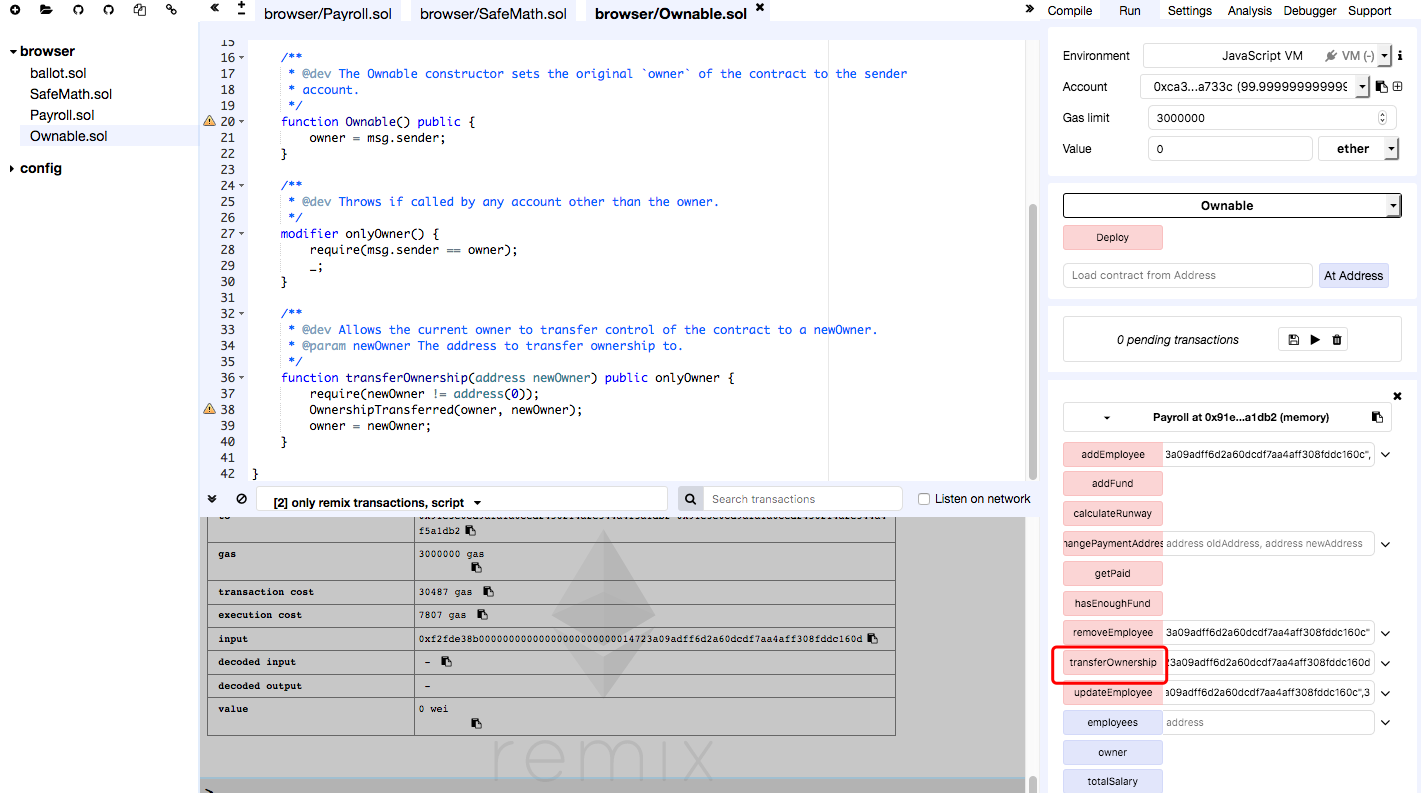 browser/Payroll.sol
browser/SafeMath.sol
browser/Ownable.sol
Compile
Run
Settings
Analysis
Debugger
Support
browser
ballot.sol
SafeMath.sol
Payroll.sol
Ownable.sol
config
15
16 /**
17 * @dev The Ownable constructor sets the original `owner` of the contract to the sender
18 * account.
19 */
20 function Ownable() public {
21 owner = msg.sender;
22 }
23
24 /**
25 * @dev Throws if called by any account other than the owner.
26 */
27 modifier onlyOwner() {
28 require(msg.sender == owner);
29 _;
30 }
31
32 /**
33 * @dev Allows the current owner to transfer control of the contract to a newOwner.
34 * @param newOwner The address to transfer ownership to.
35 */
36 function transferOwnership(address newOwner) public onlyOwner {
37 require(newOwner != address(0));
38 OwnershipTransferred(owner, newOwner);
39 owner = newOwner;
40 }
41
42 }
[2] only remix transactions, script
Search transactions
Listen on network
f5a1db2
gas 3000000 gas
transaction cost 30487 gas
execution cost 7807 gas
input
decoded input -
decoded output -
value 0 wei
remix
Environment JavaScript VM VM (-)
Account 0xca3...a733c (99.9999999999999
Gas limit 3000000
Value 0 ether
Ownable
Deploy
Load contract from Address At Address
0 pending transactions
Payroll at 0x91e...a1db2 (memory)
addEmployee 3a09adff6d2a60dcdf7aa4aff308fddc160c",
addFund
calculateRunway
hangePaymentAddres address oldAddress, address newAddress
getPaid
hasEnoughFund
removeEmployee 3a09adff6d2a60dcdf7aa4aff308fddc160c"
transferOwnership 23a09adff6d2a60dcdf7aa4aff308fddc160d
updateEmployee a09adff6d2a60dcdf7aa4aff308fddc160c",3
employees address
owner
totalSalary